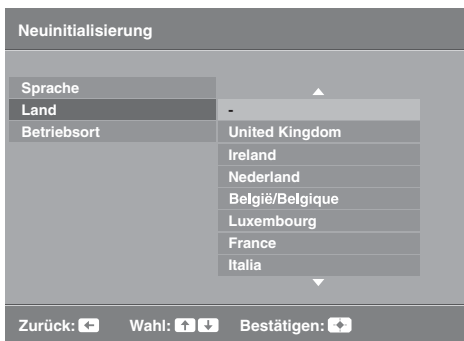 Neuinitialisierung
Sprache
Land
-
Betriebsort
United Kingdom
Ireland
Nederland
België/Belgique
Luxembourg
France
Italia
Zurück: Wahl: Bestätigen: